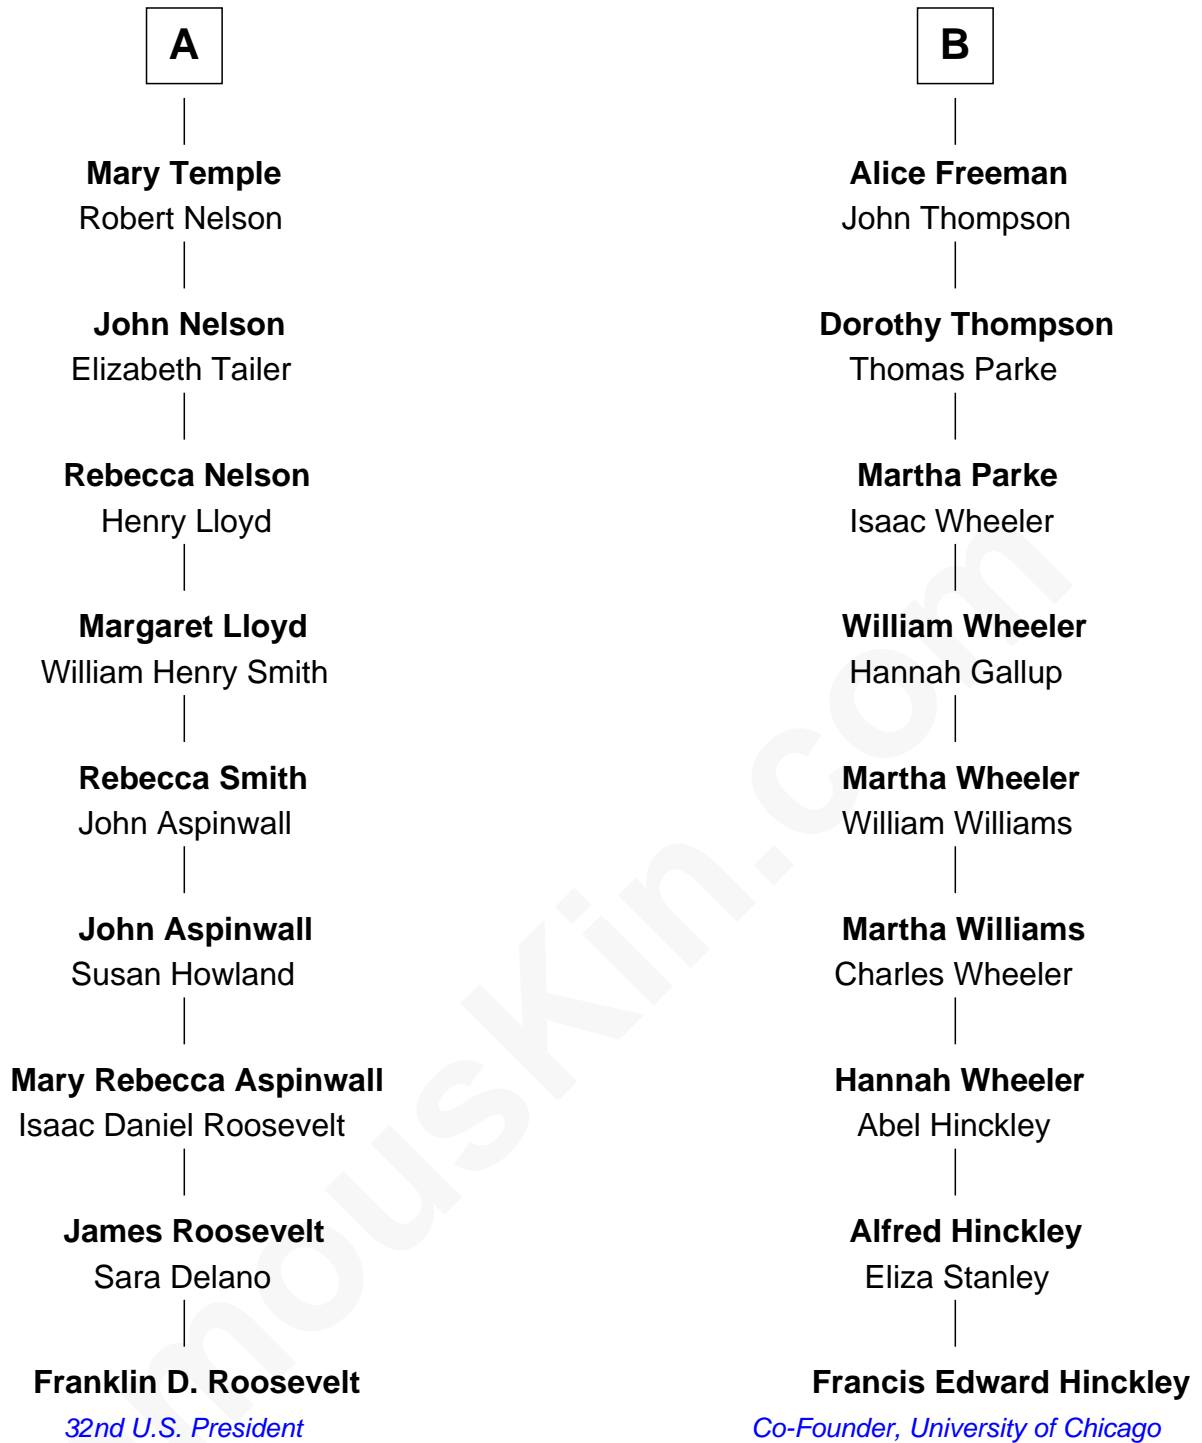 A
Mary Temple
Robert Nelson
John Nelson
Elizabeth Tailer
Rebecca Nelson
Henry Lloyd
Margaret Lloyd
William Henry Smith
Rebecca Smith
John Aspinwall
John Aspinwall
Susan Howland
Mary Rebecca Aspinwall
Isaac Daniel Roosevelt
James Roosevelt
Sara Delano
Franklin D. Roosevelt
32nd U.S. President
B
Alice Freeman
John Thompson
Dorothy Thompson
Thomas Parke
Martha Parke
Isaac Wheeler
William Wheeler
Hannah Gallup
Martha Wheeler
William Williams
Martha Williams
Charles Wheeler
Hannah Wheeler
Abel Hinckley
Alfred Hinckley
Eliza Stanley
Francis Edward Hinckley
Co-Founder, University of Chicago
mousKin.com